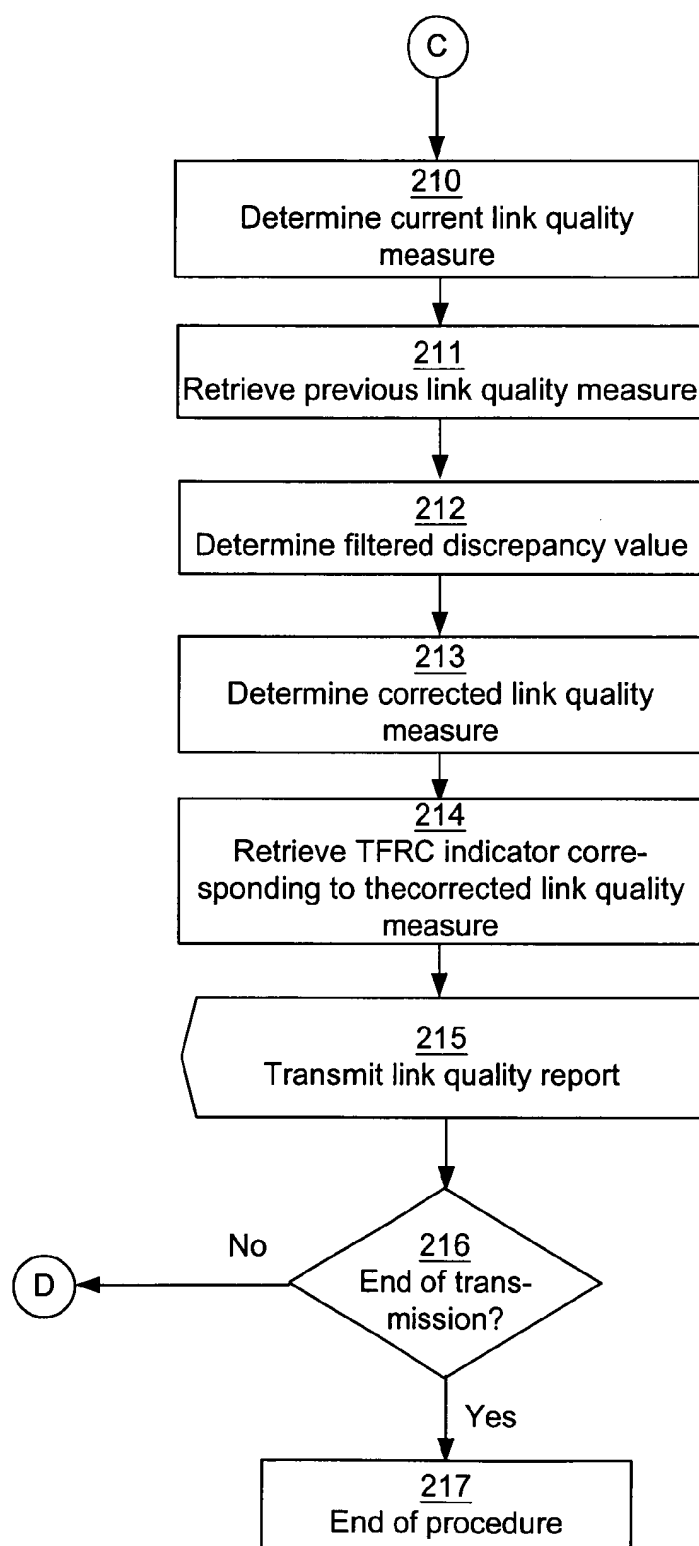 C
210
Determine current link quality
measure
211
Retrieve previous link quality measure
212
Determine filtered discrepancy value
213
Determine corrected link quality
measure
214
Retrieve TFRC indicator corre-
sponding to thecorrected link quality
measure
215
Transmit link quality report
216
End of trans-
mission?
No
D
Yes
217
End of procedure